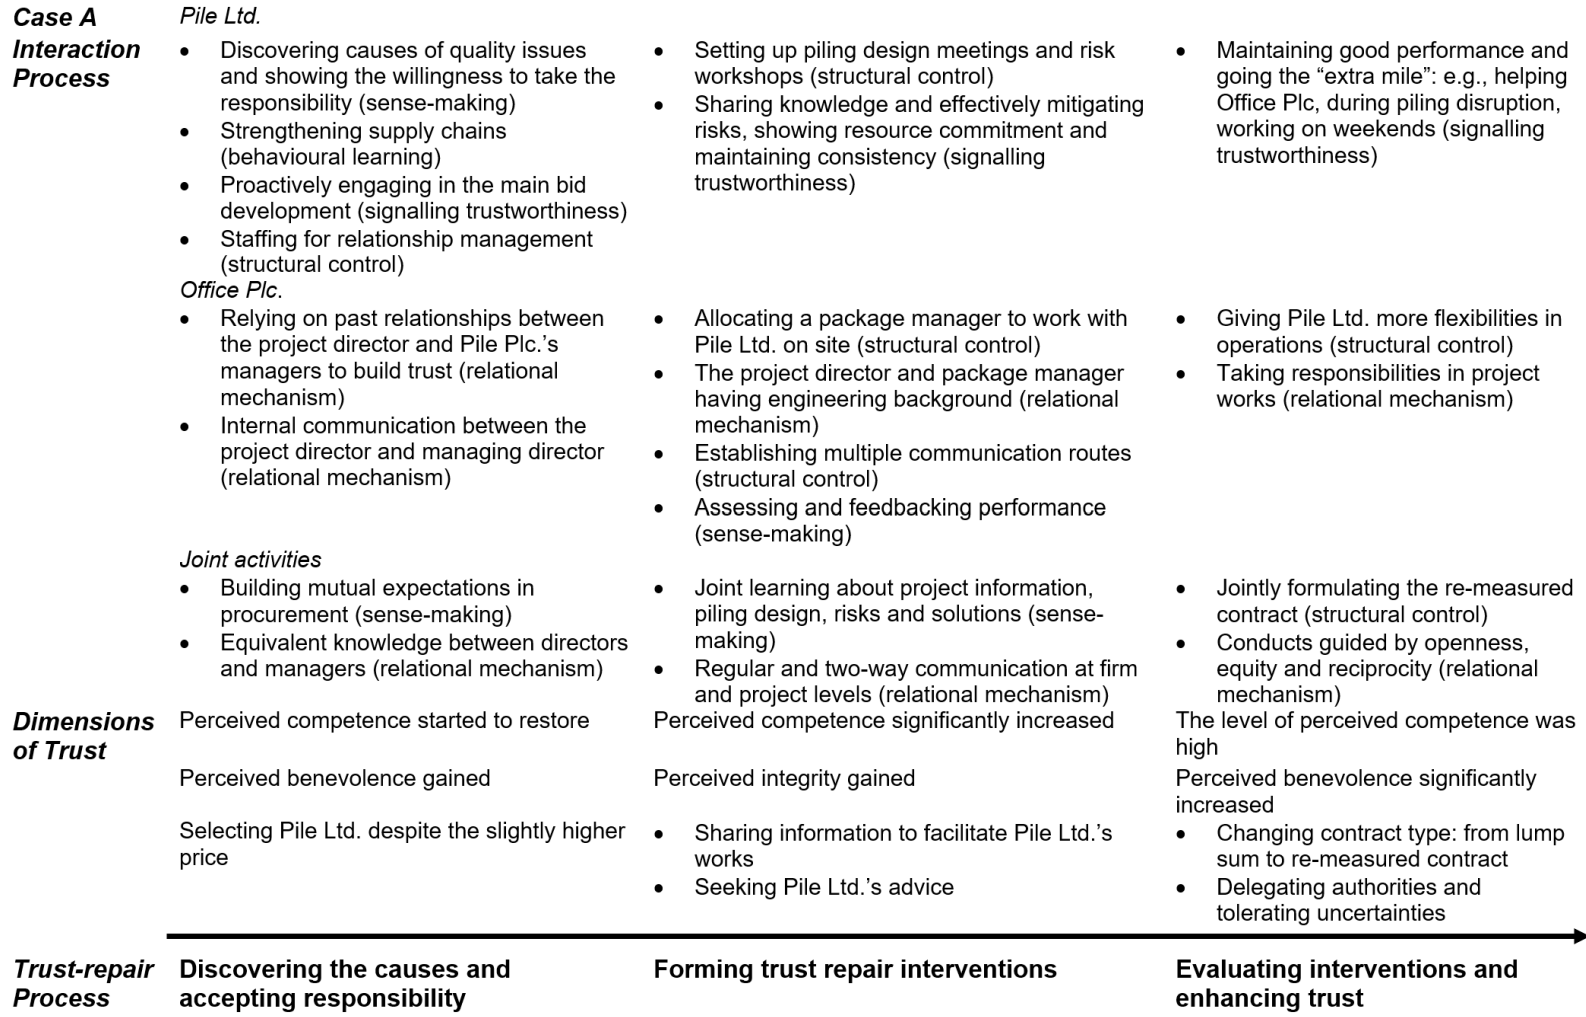 Case A
Interaction
Process
Pile Ltd.
• Discovering causes of quality issues
and showing the willingness to take the
responsibility (sense-making)
• Strengthening supply chains
(behavioural learning)
• Proactively engaging in the main bid
development (signalling trustworthiness)
• Staffing for relationship management
(structural control)
• Setting up piling design meetings and risk
workshops (structural control)
• Sharing knowledge and effectively mitigating
risks, showing resource commitment and
maintaining consistency (signalling
trustworthiness)
• Maintaining good performance and
going the “extra mile”: e.g., helping
Office Plc, during piling disruption,
working on weekends (signalling
trustworthiness)
Office Plc.
• Relying on past relationships between
the project director and Pile Plc.’s
managers to build trust (relational
mechanism)
• Internal communication between the
project director and managing director
(relational mechanism)
• Allocating a package manager to work with
Pile Ltd. on site (structural control)
• The project director and package manager
having engineering background (relational
mechanism)
• Establishing multiple communication routes
(structural control)
• Assessing and feedbacking performance
(sense-making)
• Giving Pile Ltd. more flexibilities in
operations (structural control)
• Taking responsibilities in project
works (relational mechanism)
Joint activities
• Building mutual expectations in
procurement (sense-making)
• Equivalent knowledge between directors
and managers (relational mechanism)
• Joint learning about project information,
piling design, risks and solutions (sense-
making)
• Regular and two-way communication at firm
and project levels (relational mechanism)
• Jointly formulating the re-measured
contract (structural control)
• Conducts guided by openness,
equity and reciprocity (relational
mechanism)
Dimensions
of Trust
Perceived competence started to restore
Perceived competence significantly increased
The level of perceived competence was
high
Perceived benevolence gained
Perceived integrity gained
Perceived benevolence significantly
increased
Selecting Pile Ltd. despite the slightly higher
price
• Sharing information to facilitate Pile Ltd.’s
works
• Seeking Pile Ltd.’s advice
• Changing contract type: from lump
sum to re-measured contract
• Delegating authorities and
tolerating uncertainties
Trust-repair
Process
Discovering the causes and
accepting responsibility
Forming trust repair interventions
Evaluating interventions and
enhancing trust